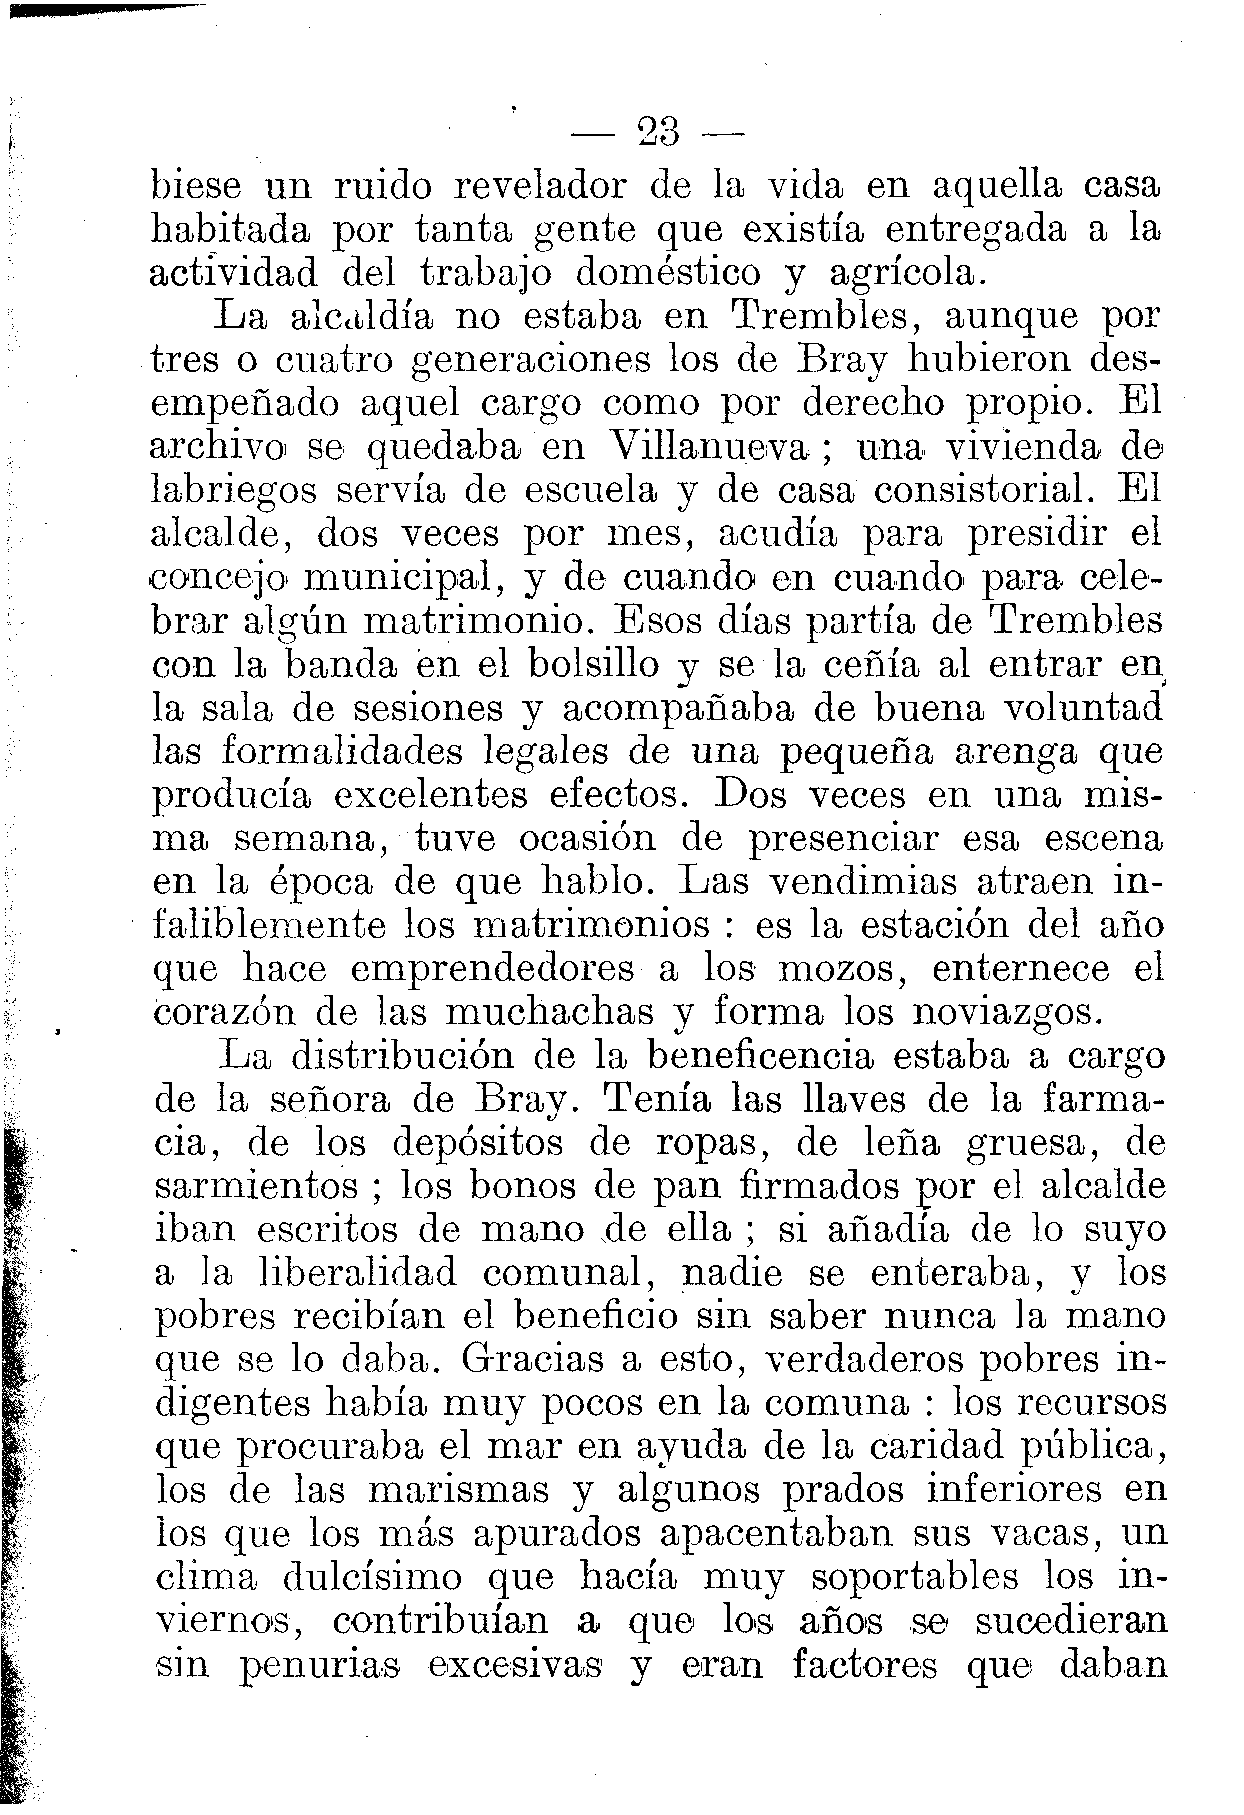 — 23 —
biese un ruido revelador de la vida en aquella casa
habitada por tanta gente que existía entregada a la
actividad del trabajo doméstico y agrícola.
La alcaldía no estaba en Trembles, aunque por
tres o cuatro generaciones los de Bray hubieron des-
empeñado aquel cargo como por derecho propio. El
archivo se quedaba en Villanueva ; una vivienda de
labriegos servía de escuela y de casa consistorial. El
alcalde, dos veces por mes, acudía para presidir el
concejo municipal, y de cuando en cuando para cele-
brar algún matrimonio. Esos días partía de Trembles
con la banda en el bolsillo y se la ceñía al entrar en
la sala de sesiones y acompañaba de buena voluntad
las formalidades legales de una pequeña arenga que
producía excelentes efectos. Dos veces en una mis-
ma semana, tuve ocasión de presenciar esa escena
en la época de que hablo. Las vendimias atraen in-
faliblemente los matrimonios : es la estación del año
que hace emprendedores a los mozos, enternece el
corazón de las muchachas y forma los noviazgos.
La distribución de la beneficencia estaba a cargo
de la señora de Bray. Tenía las llaves de la farma-
cia, de los depósitos de ropas, de leña gruesa, de
sarmientos ; los bonos de pan firmados por el alcalde
iban escritos de mano de ella ; si añadía de lo suyo
a la liberalidad comunal, nadie se enteraba, y los
pobres recibían el beneficio sin saber nunca la mano
que se lo daba. Gracias a esto, verdaderos pobres in-
digentes había muy pocos en la comuna : los recursos
que procuraba el mar en ayuda de la caridad pública,
los de las marismas y algunos prados inferiores en
los que los más apurados apacentaban sus vacas, un
clima dulcísimo que hacía muy soportables los in-
viernos, contribuían a que los años se sucedieran
sin penurias excesivas y eran factores que daban